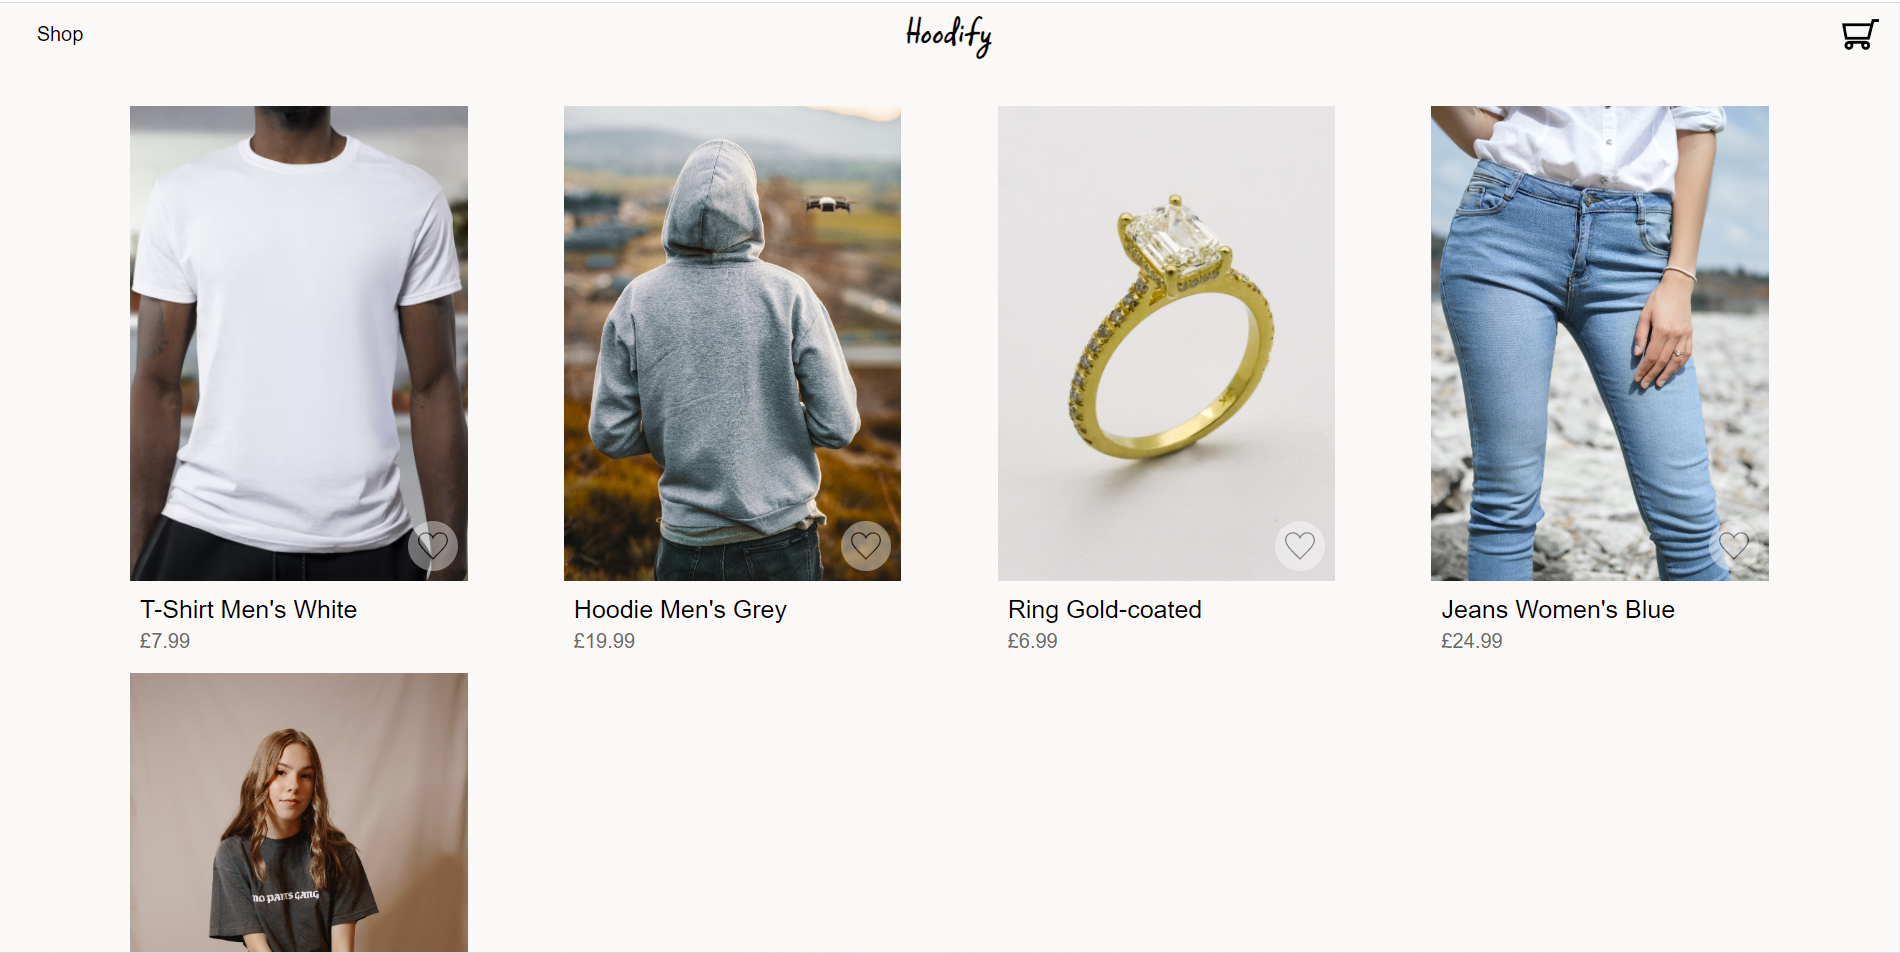 Shop
Hoodify
T-Shirt Men's White
£7.99
Hoodie Men's Grey
£19.99
Ring Gold-coated
£6.99
Jeans Women's Blue
£24.99
no pants gang